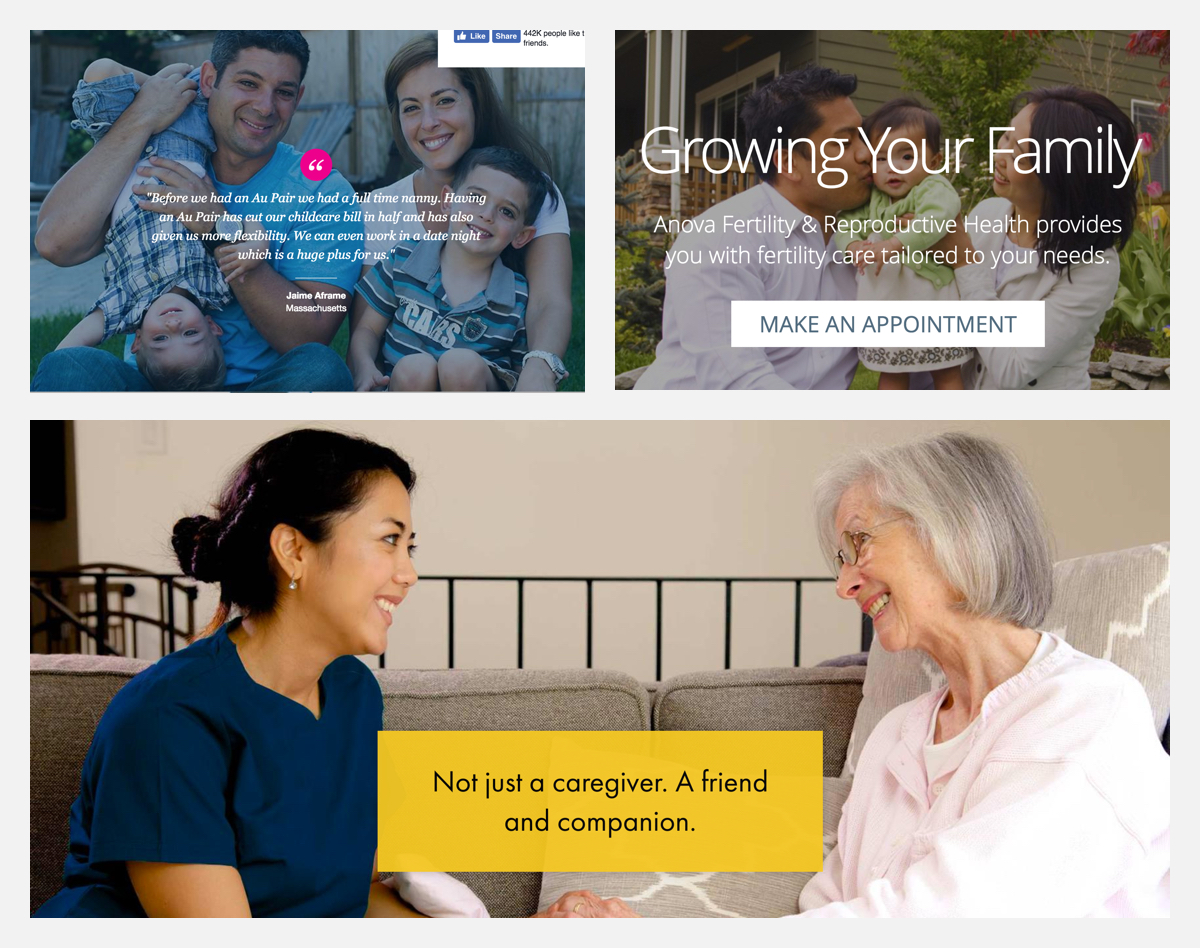 Like Share 442K people like t
friends.
“
"Before we had an Au Pair we had a full time nanny. Having
an Au Pair has cut our childcare bill in half and has also
given us more flexibility. We can even work in a date night
which is a huge plus for us."
Jaime Aframe
Massachusetts
CARS
Growing Your Family
Anova Fertility & Reproductive Health provides
you with fertility care tailored to your needs.
MAKE AN APPOINTMENT
Not just a caregiver. A friend
and companion.